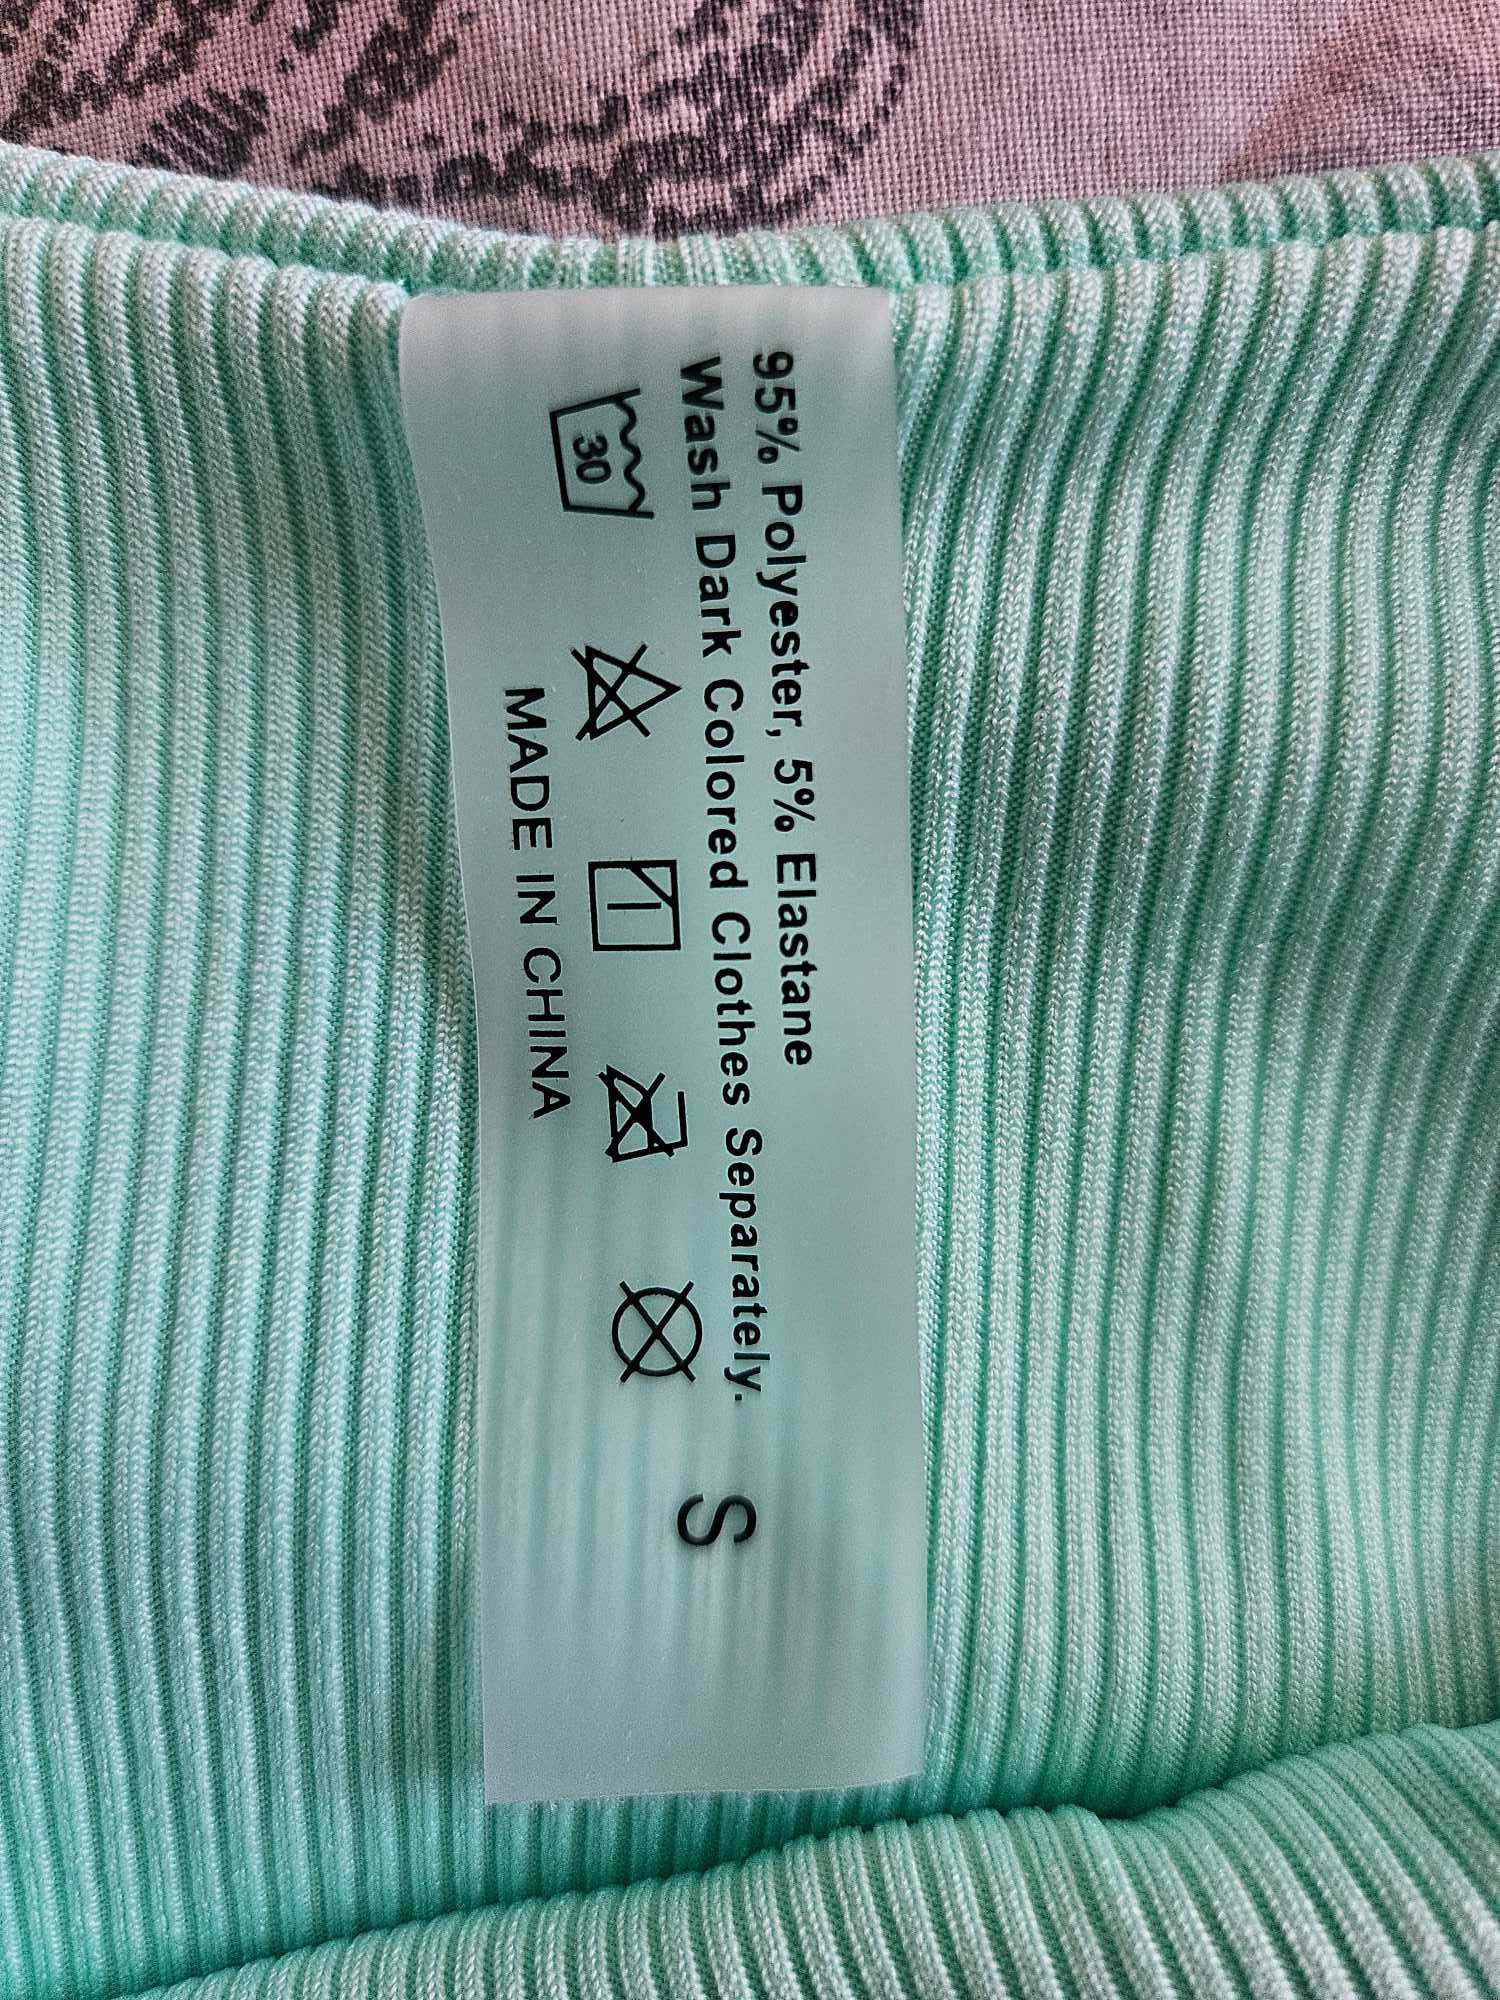 95% Polyester, 5% Elastane
Wash Dark Colored Clothes Separately.
30
MADE IN CHINA
S